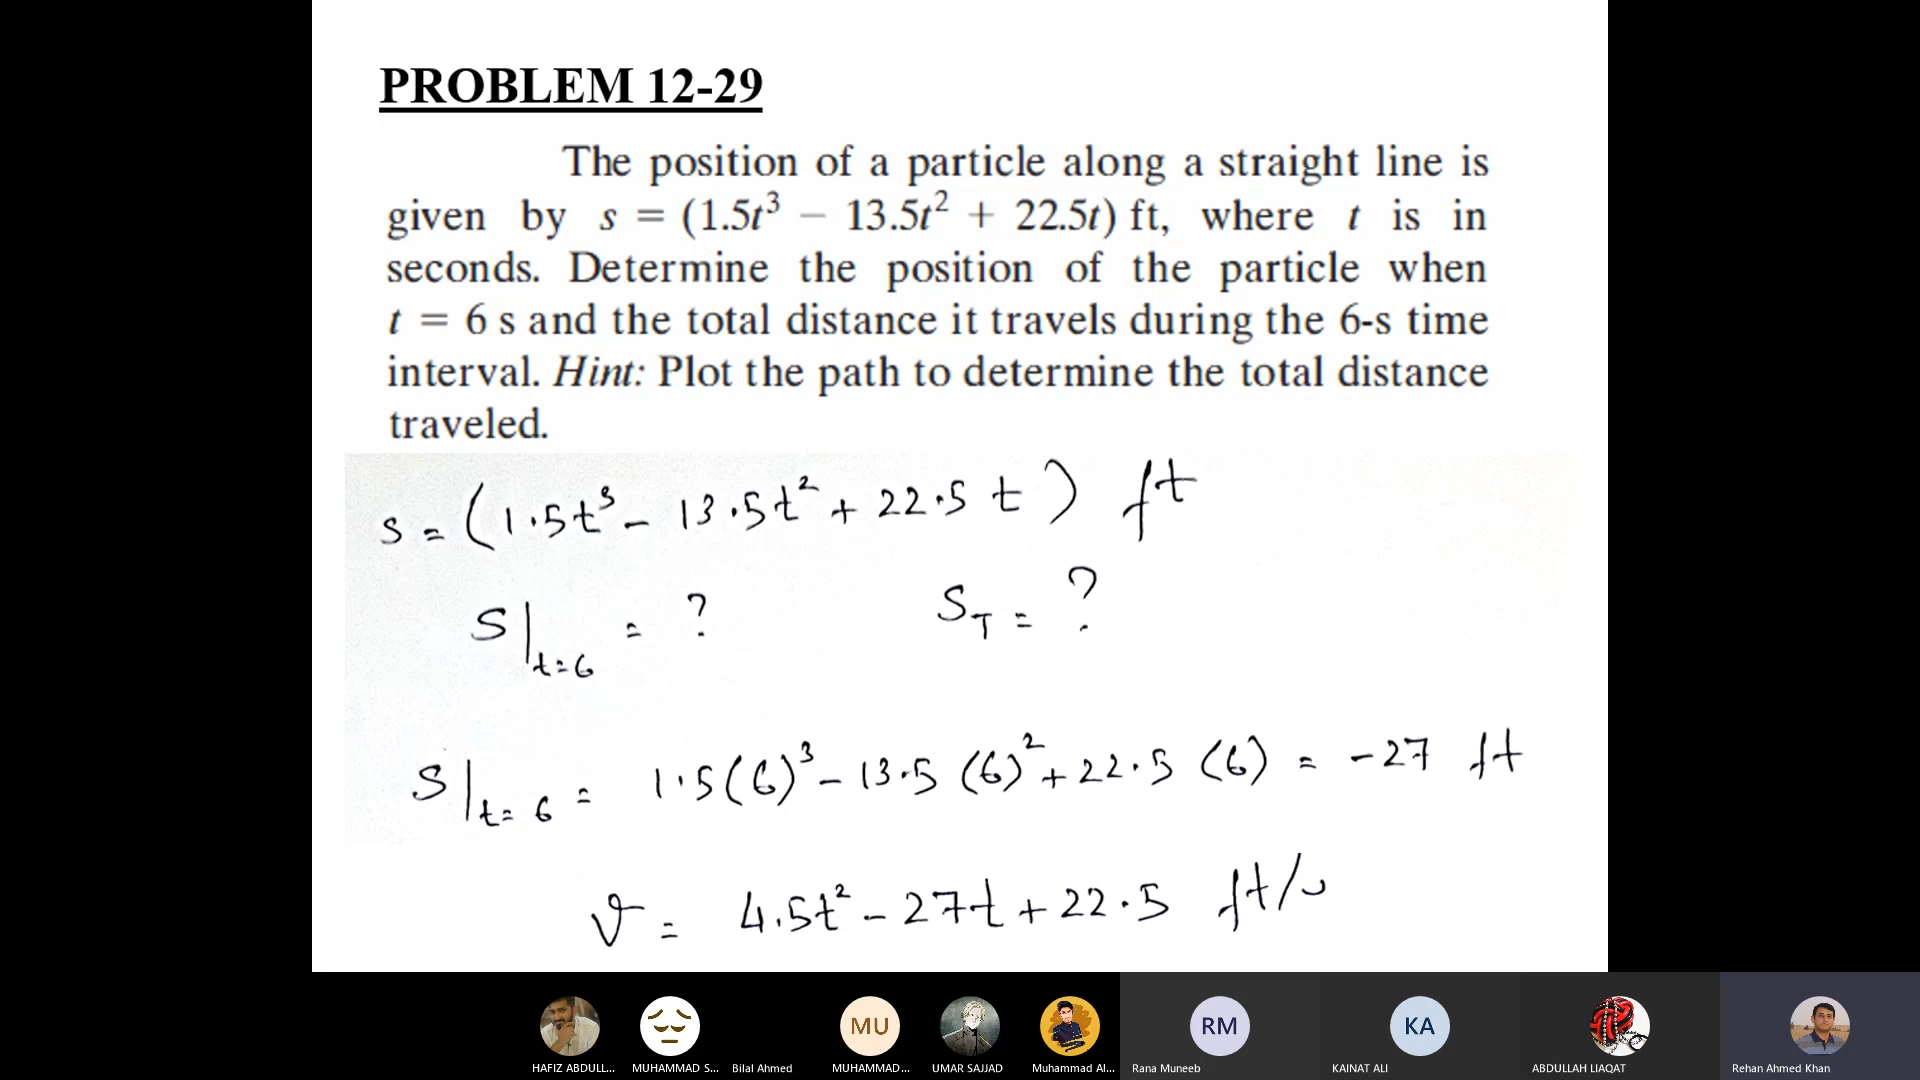 PROBLEM 12-29
The position of a particle along a straight line is
given by s = (1.5t³ − 13.5t² + 22.5t) ft, where t is in
seconds. Determine the position of the particle when
t = 6 s and the total distance it travels during the 6-s time
interval. Hint: Plot the path to determine the total distance
traveled.
s = (1.5t³ - 13.5t² + 22.5 t) ft
S|t=6 = ? S_T = ?
S|t=6 = 1.5(6)³ - 13.5 (6)² + 22.5 (6) = -27 ft
v = 4.5t² - 27t + 22.5 ft/s
MU RM KA
HAFIZ ABDULL... MUHAMMAD S... Bilal Ahmed MUHAMMAD... UMAR SAJJAD Muhammad Al... Rana Muneeb KAINAT ALI ABDULLAH LIAQAT Rehan Ahmed Khan